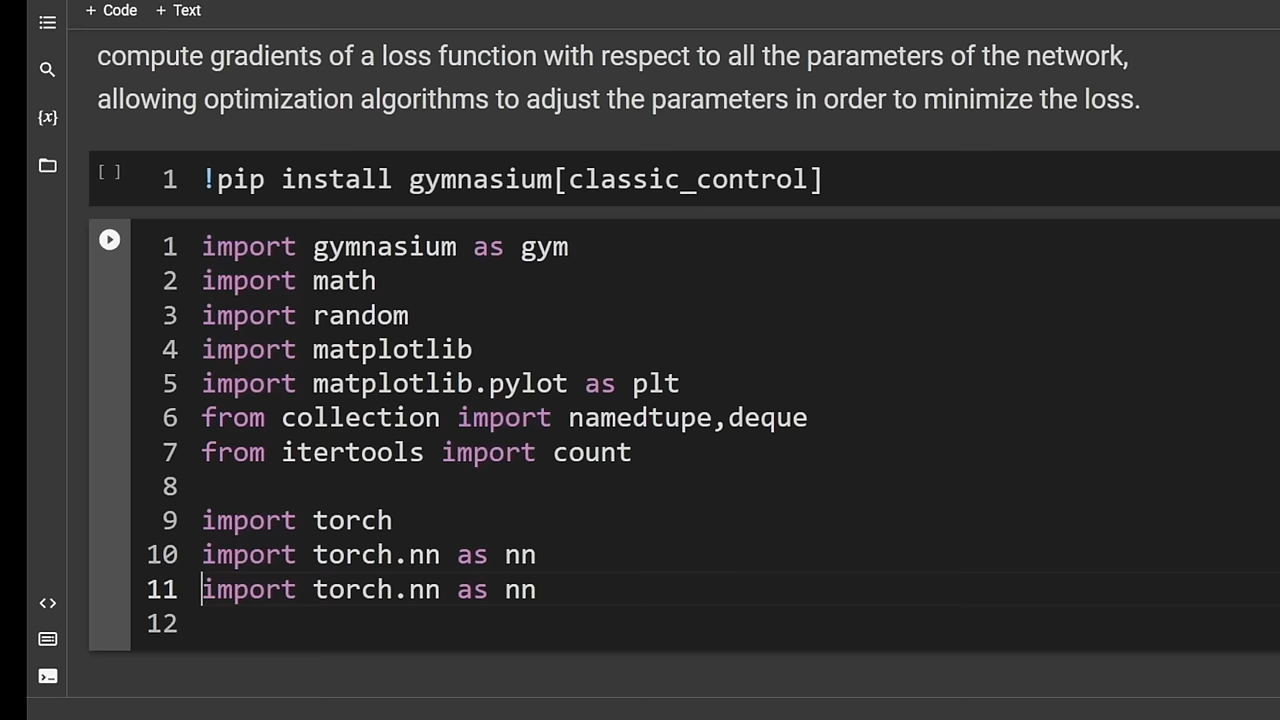 + Code + Text
compute gradients of a loss function with respect to all the parameters of the network,
allowing optimization algorithms to adjust the parameters in order to minimize the loss.
[ ] 1 !pip install gymnasium[classic_control]
1 import gymnasium as gym
2 import math
3 import random
4 import matplotlib
5 import matplotlib.pylot as plt
6 from collection import namedtupe,deque
7 from itertools import count
8
9 import torch
10 import torch.nn as nn
11 import torch.nn as nn
12